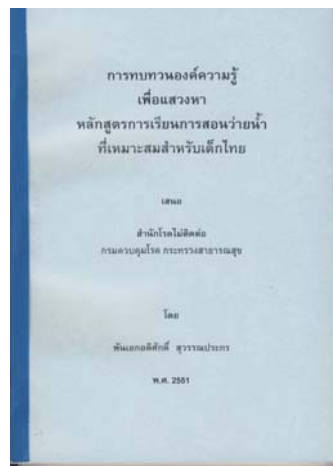 การทบทวนองค์ความรู้
เพื่อแสวงหา
หลักสูตรการเรียนการสอนว่ายน้ำ
ที่เหมาะสมสำหรับเด็กไทย
เสนอ
สำนักโรคไม่ติดต่อ
กรมควบคุมโรค กระทรวงสาธารณสุข
โดย
พันเอกอดิศักดิ์ สุวรรณประกร
พ.ศ. 2551